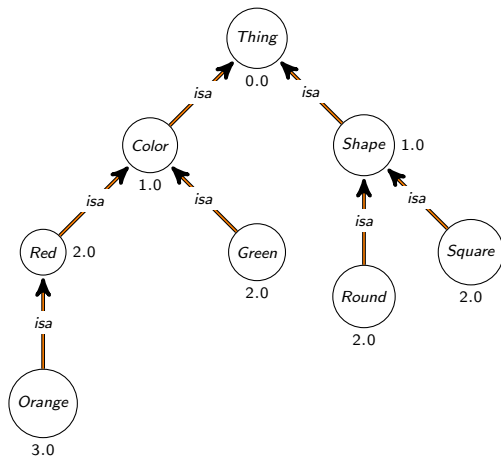 Thing
0.0
isa
isa
Color
1.0
Shape
1.0
isa
isa
isa
isa
Red
2.0
Green
2.0
Round
2.0
Square
2.0
isa
Orange
3.0